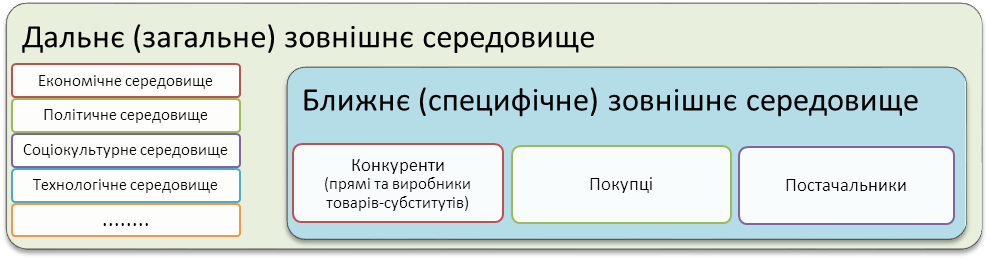 Дальнє (загальне) зовнішнє середовище
Економічне середовище
Політичне середовище
Соціокультурне середовище
Технологічне середовище
........
Ближнє (специфічне) зовнішнє середовище
Конкуренти
(прямі та виробники
товарів-субститутів)
Покупці
Постачальники